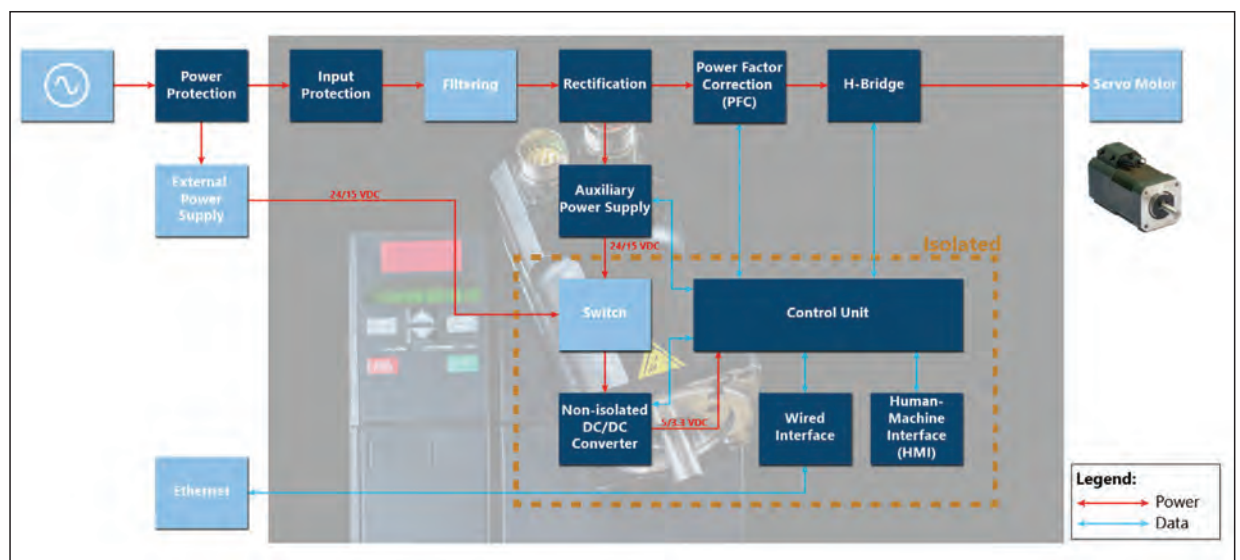 Power
Protection
Input
Protection
Filtering
Rectification
Power Factor
Correction
(PFC)
H-Bridge
Servo Motor
External
Power
Supply
24/15 VDC
Auxiliary
Power Supply
24/15 VDC
Isolated
Switch
Control Unit
Non-isolated
DC/DC
Converter
5/3.3 VDC
Wired
Interface
Human-
Machine
Interface
(HMI)
Ethernet
Legend:
Power
Data